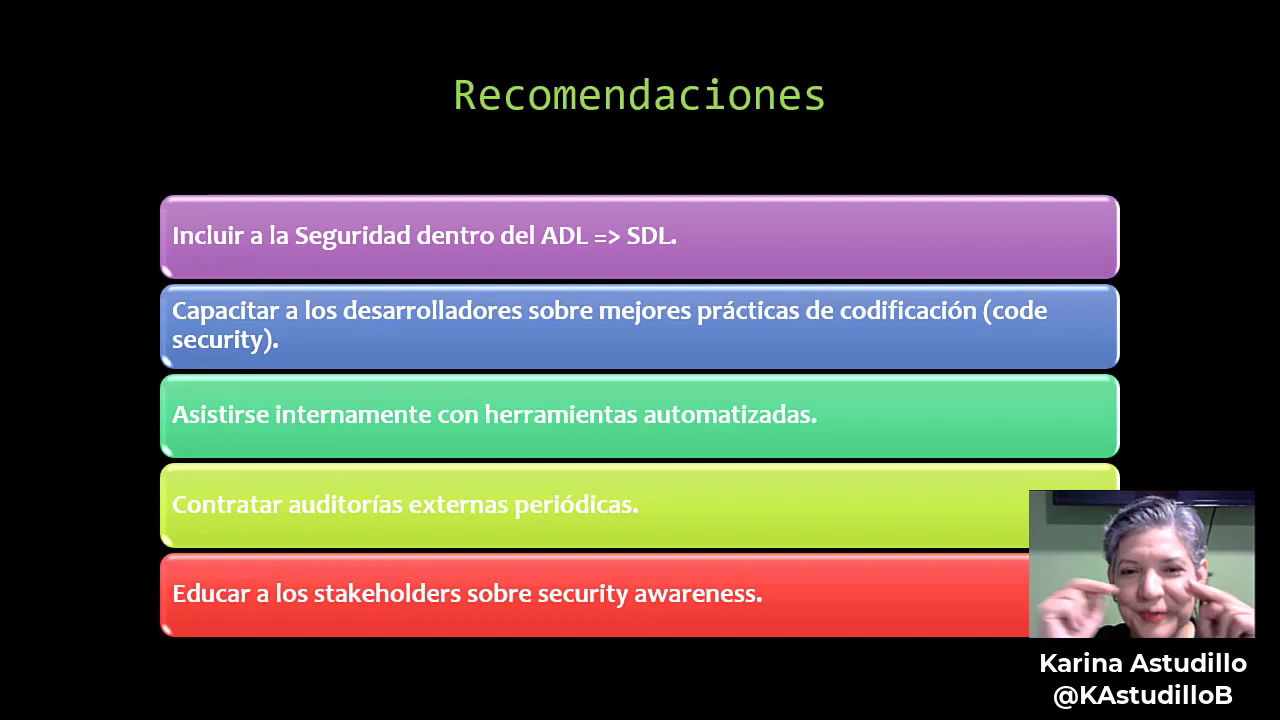 Recomendaciones
Incluir a la Seguridad dentro del ADL => SDL.
Capacitar a los desarrolladores sobre mejores prácticas de codificación (code
security).
Asistirse internamente con herramientas automatizadas.
Contratar auditorías externas periódicas.
Educar a los stakeholders sobre security awareness.
Karina Astudillo
@KAstudilloB